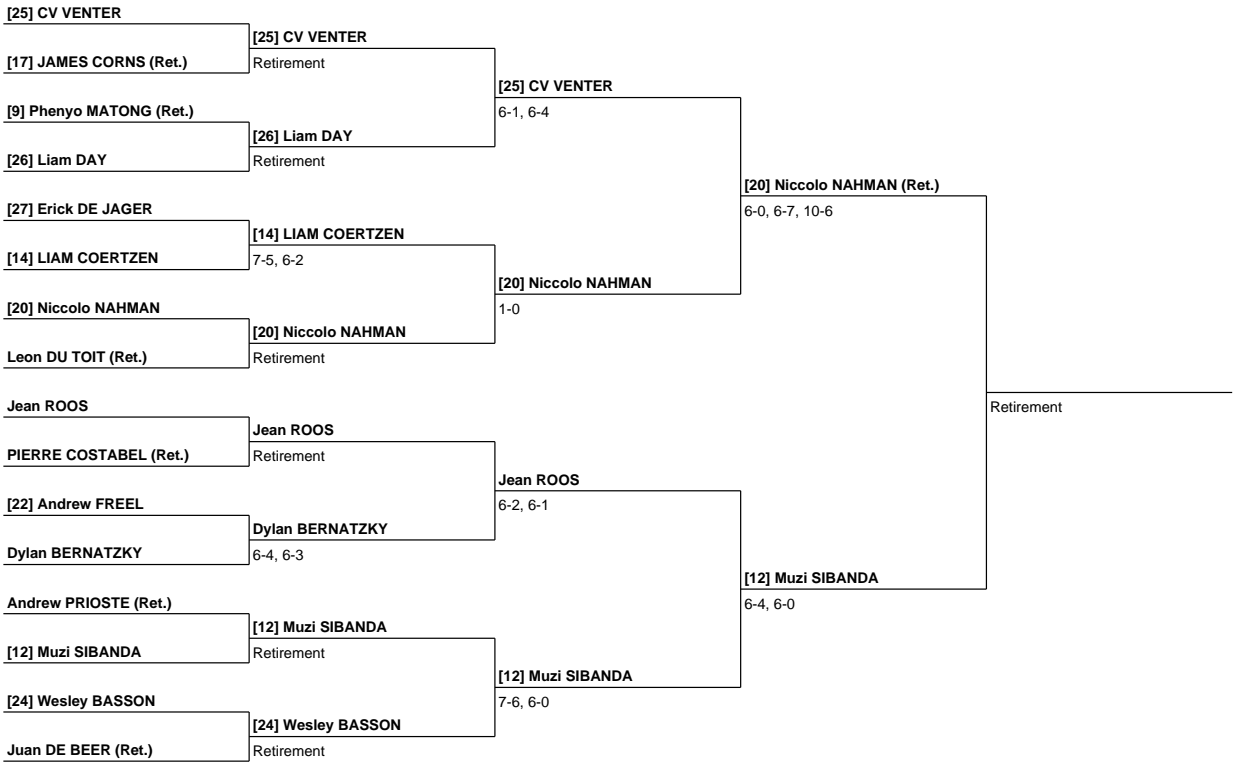 [25] CV VENTER
[25] CV VENTER
[17] JAMES CORNS (Ret.)
Retirement
[25] CV VENTER
[9] Phenyo MATONG (Ret.)
6-1, 6-4
[26] Liam DAY
[26] Liam DAY
Retirement
[20] Niccolo NAHMAN (Ret.)
[27] Erick DE JAGER
6-0, 6-7, 10-6
[14] LIAM COERTZEN
[14] LIAM COERTZEN
7-5, 6-2
[20] Niccolo NAHMAN
[20] Niccolo NAHMAN
1-0
[20] Niccolo NAHMAN
Leon DU TOIT (Ret.)
Retirement
Jean ROOS
Retirement
Jean ROOS
PIERRE COSTABEL (Ret.)
Retirement
Jean ROOS
[22] Andrew FREEL
6-2, 6-1
Dylan BERNATZKY
Dylan BERNATZKY
6-4, 6-3
[12] Muzi SIBANDA
Andrew PRIOSTE (Ret.)
6-4, 6-0
[12] Muzi SIBANDA
[12] Muzi SIBANDA
Retirement
[12] Muzi SIBANDA
[24] Wesley BASSON
7-6, 6-0
[24] Wesley BASSON
Juan DE BEER (Ret.)
Retirement